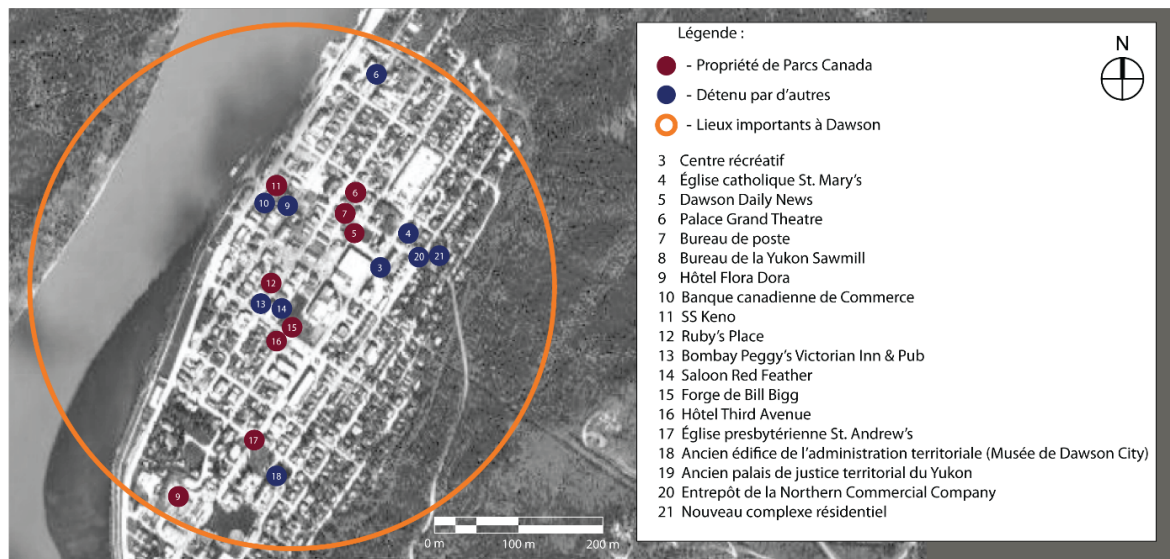 Légende :
N
- Propriété de Parcs Canada
- Détenu par d'autres
- Lieux importants à Dawson
3 Centre récréatif
4 Église catholique St. Mary's
5 Dawson Daily News
6 Palace Grand Theatre
7 Bureau de poste
8 Bureau de la Yukon Sawmill
9 Hôtel Flora Dora
10 Banque canadienne de Commerce
11 SS Keno
12 Ruby's Place
13 Bombay Peggy's Victorian Inn & Pub
14 Saloon Red Feather
15 Forge de Bill Bigg
16 Hôtel Third Avenue
17 Église presbytérienne St. Andrew's
18 Ancien édifice de l'administration territoriale (Musée de Dawson City)
19 Ancien palais de justice territorial du Yukon
20 Entrepôt de la Northern Commercial Company
21 Nouveau complexe résidentiel
6
11
6
10
9
7
5
4
20
21
3
12
13
14
15
16
17
18
9
0 m 100 m 200 m